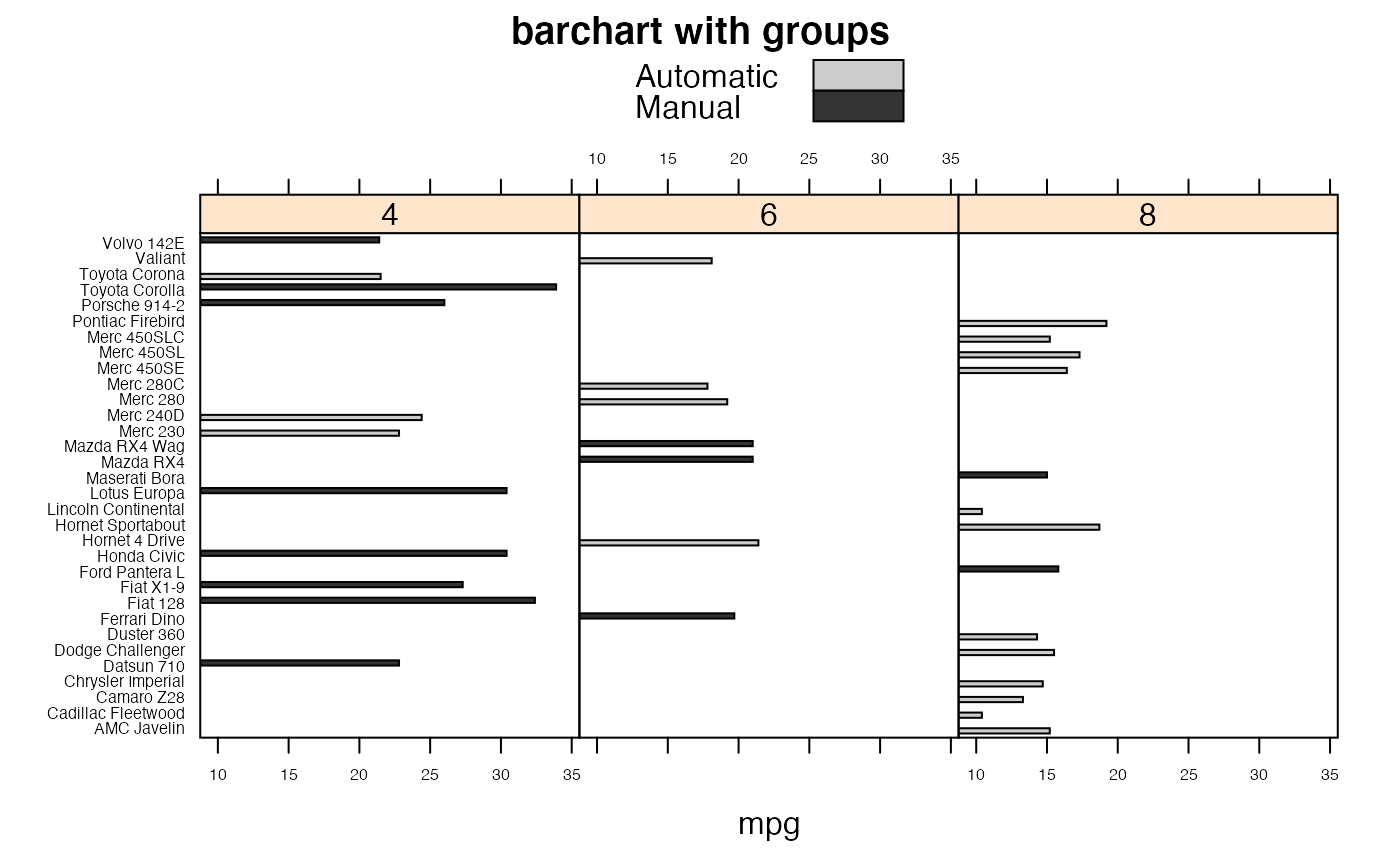 barchart with groups
Automatic
Manual
10 15 20 25 30 35
4 6 8
Volvo 142E
Valiant
Toyota Corona
Toyota Corolla
Porsche 914-2
Pontiac Firebird
Merc 450SLC
Merc 450SL
Merc 450SE
Merc 280C
Merc 280
Merc 240D
Merc 230
Mazda RX4 Wag
Mazda RX4
Maserati Bora
Lotus Europa
Lincoln Continental
Hornet Sportabout
Hornet 4 Drive
Honda Civic
Ford Pantera L
Fiat X1-9
Fiat 128
Ferrari Dino
Duster 360
Dodge Challenger
Datsun 710
Chrysler Imperial
Camaro Z28
Cadillac Fleetwood
AMC Javelin
10 15 20 25 30 35 10 15 20 25 30 35
mpg